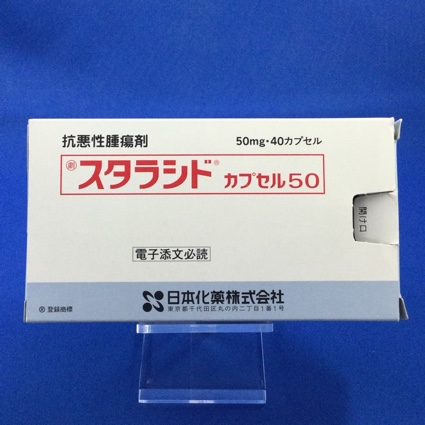 抗悪性腫瘍剤
50mg・40カプセル
劇 スタラシド® カプセル50
開け口
電子添文必読
日本化薬株式会社
東京都千代田区丸の内二丁目1番1号
®登録商標